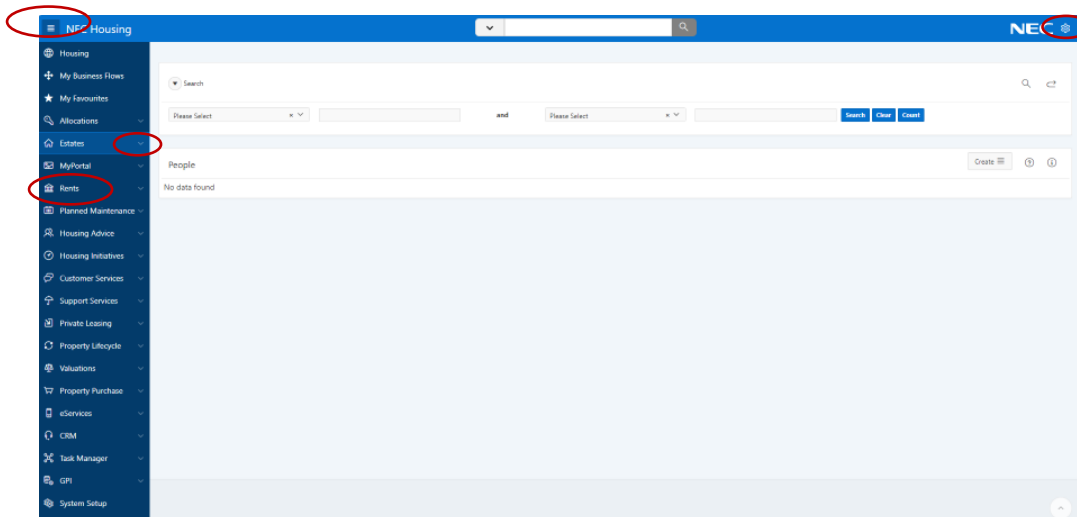 NEC Housing
NEC
Housing
My Business Flows
My Favourites
Allocations
Estates
MyPortal
Rents
Planned Maintenance
Housing Advice
Housing Initiatives
Customer Services
Support Services
Private Leasing
Property Lifecycle
Valuations
Property Purchase
eServices
CRM
Task Manager
GPI
System Setup
Search
Please Select × and Please Select × Search Clear Count
People Create
No data found